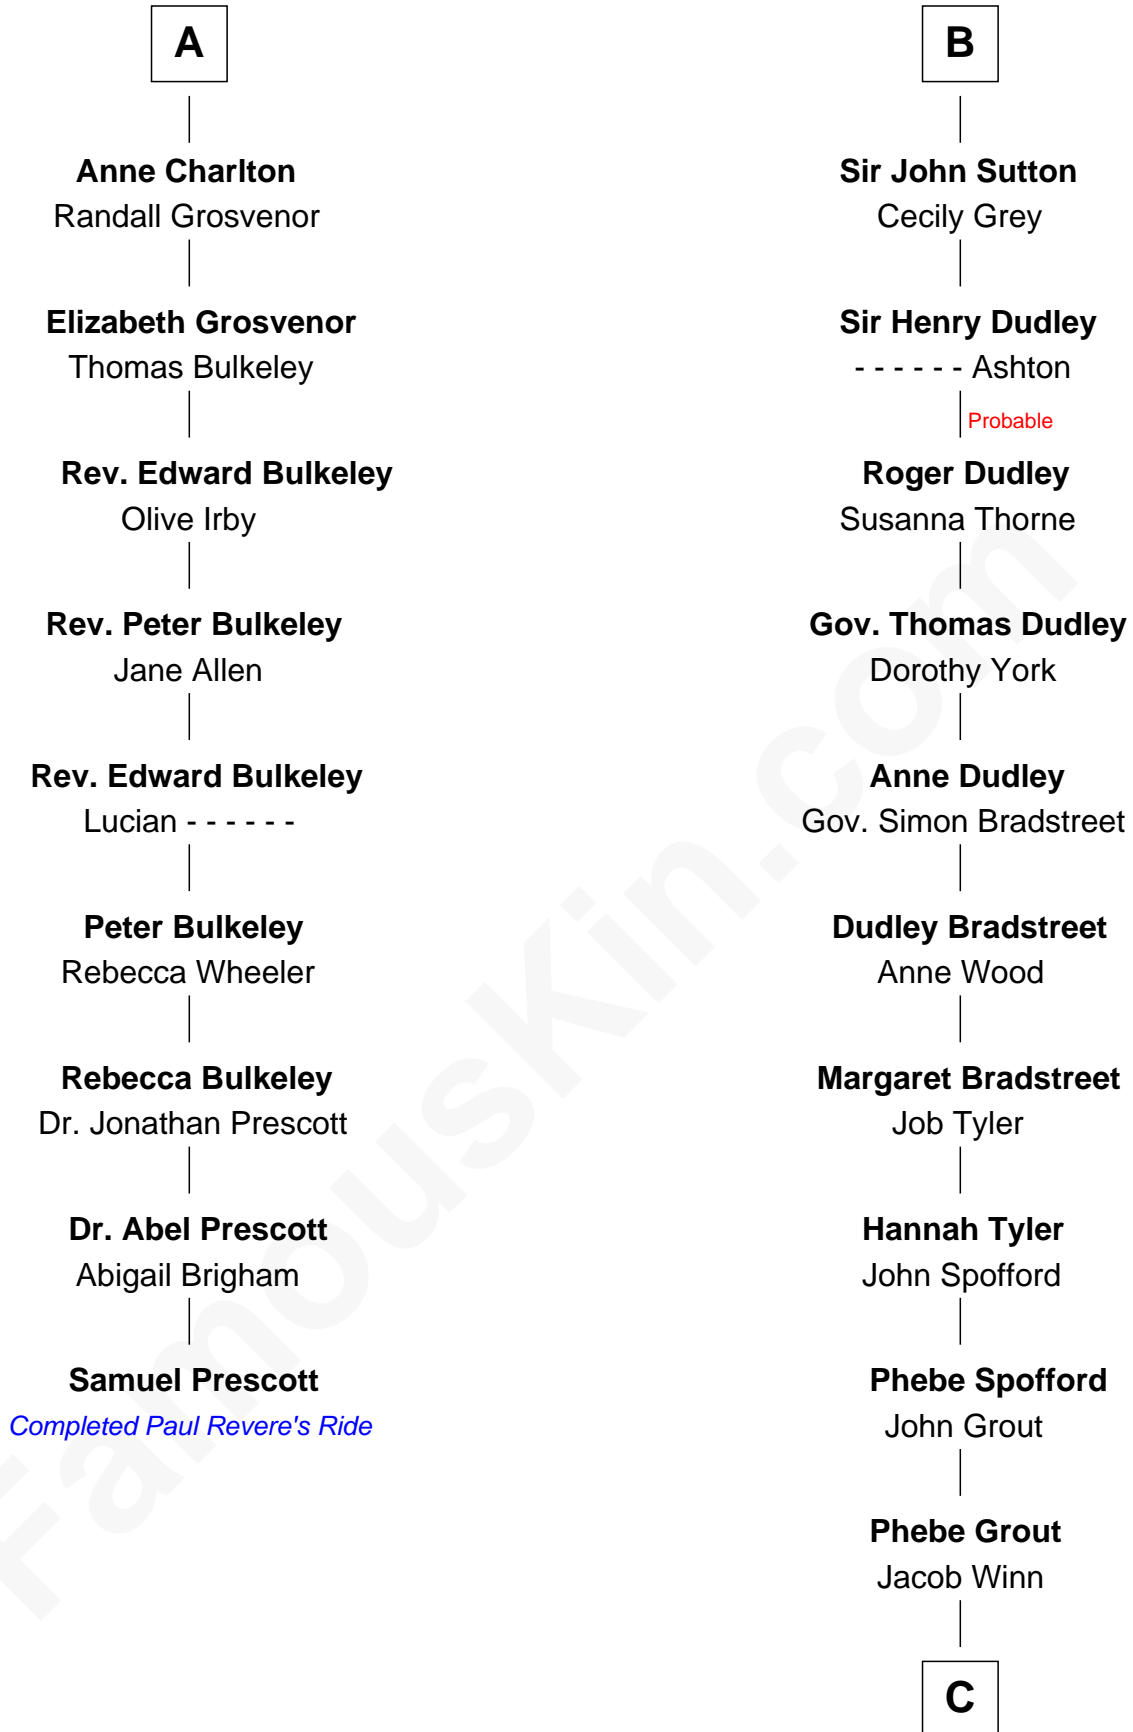 A
Anne Charlton
Randall Grosvenor
Elizabeth Grosvenor
Thomas Bulkeley
Rev. Edward Bulkeley
Olive Irby
Rev. Peter Bulkeley
Jane Allen
Rev. Edward Bulkeley
Lucian - - - - - -
Peter Bulkeley
Rebecca Wheeler
Rebecca Bulkeley
Dr. Jonathan Prescott
Dr. Abel Prescott
Abigail Brigham
Samuel Prescott
Completed Paul Revere's Ride
B
Sir John Sutton
Cecily Grey
Sir Henry Dudley
- - - - - - Ashton
Probable
Roger Dudley
Susanna Thorne
Gov. Thomas Dudley
Dorothy York
Anne Dudley
Gov. Simon Bradstreet
Dudley Bradstreet
Anne Wood
Margaret Bradstreet
Job Tyler
Hannah Tyler
John Spofford
Phebe Spofford
John Grout
Phebe Grout
Jacob Winn
C
FamousKin.com